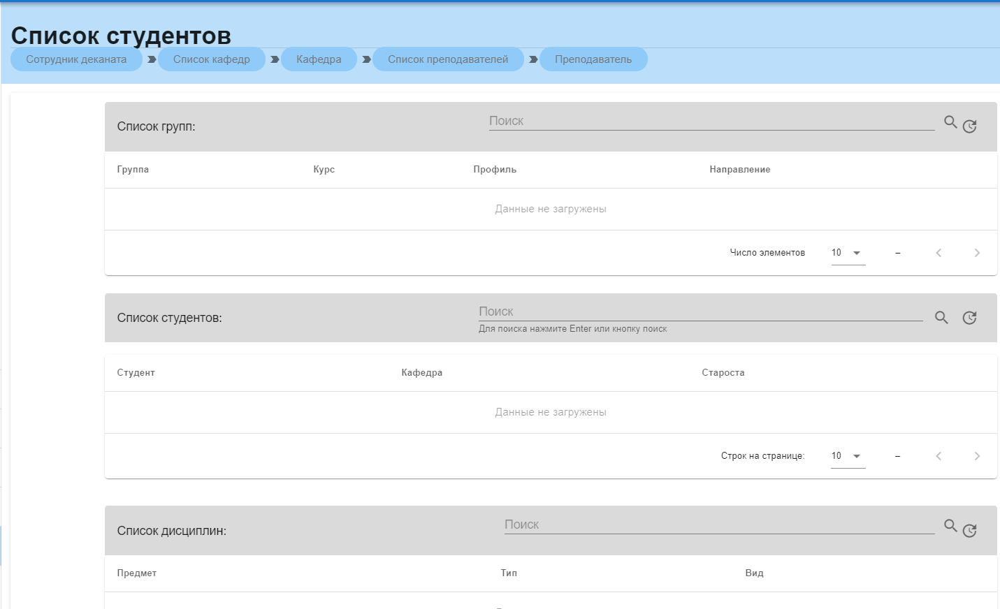 Список студентов
Сотрудник деканата Список кафедр Кафедра Список преподавателей Преподаватель
Список групп: Поиск
Группа Курс Профиль Направление
Данные не загружены
Число элементов 10 –
Список студентов: Поиск
Для поиска нажмите Enter или кнопку поиск
Студент Кафедра Староста
Данные не загружены
Строк на странице: 10 –
Список дисциплин: Поиск
Предмет Тип Вид